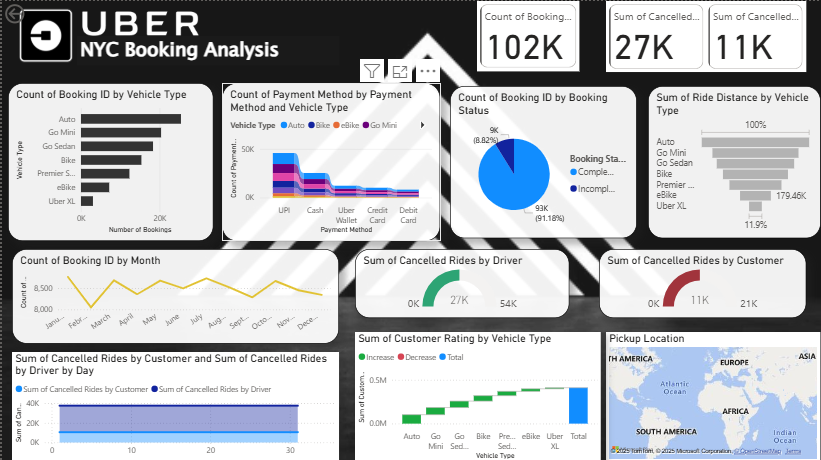 UBER
NYC Booking Analysis
Count of Booking...
102K
Sum of Cancelled...
27K
Sum of Cancelled...
11K
Count of Booking ID by Vehicle Type
Vehicle Type
Auto
Go Mini
Go Sedan
Bike
Premier S...
eBike
Uber XL
0K
20K
Number of Bookings
Count of Payment Method by Payment
Method and Vehicle Type
Vehicle Type
Auto
Bike
eBike
Go Mini
Count of Payment...
50K
0K
UPI
Cash
Uber
Wallet
Credit
Card
Debit
Card
Payment Method
Count of Booking ID by Booking
Status
9K
(8.82%)
93K
(91.18%)
Booking Sta...
Comple...
Incompl...
Sum of Ride Distance by Vehicle
Type
100%
Auto
Go Mini
Go Sedan
Bike
Premier ...
eBike
Uber XL
179.46K
11.9%
Count of Booking ID by Month
Count of ...
8,500
8,000
Janu...
Febr...
March
April
May
June
July
Aug...
Sept...
Octo...
Nov...
Dece...
Sum of Cancelled Rides by Driver
0K
27K
54K
Sum of Cancelled Rides by Customer
0K
11K
21K
Sum of Cancelled Rides by Customer and Sum of Cancelled Rides
by Driver by Day
Sum of Cancelled Rides by Customer
Sum of Cancelled Rides by Driver
Sum of Can...
40K
20K
0K
0
10
20
30
Sum of Customer Rating by Vehicle Type
Increase
Decrease
Total
Sum of Custom...
0.5M
0.0M
Auto
Go
Mini
Go
Sed...
Bike
Pre...
Sed...
eBike
Uber
XL
Total
Vehicle Type
Pickup Location
TH AMERICA
EUROPE
ASIA
Atlantic
Ocean
AFRICA
SOUTH AMERICA
Indian
Ocean
© 2025 TomTom, © 2025 Microsoft Corporation, © OpenStreetMap Terms